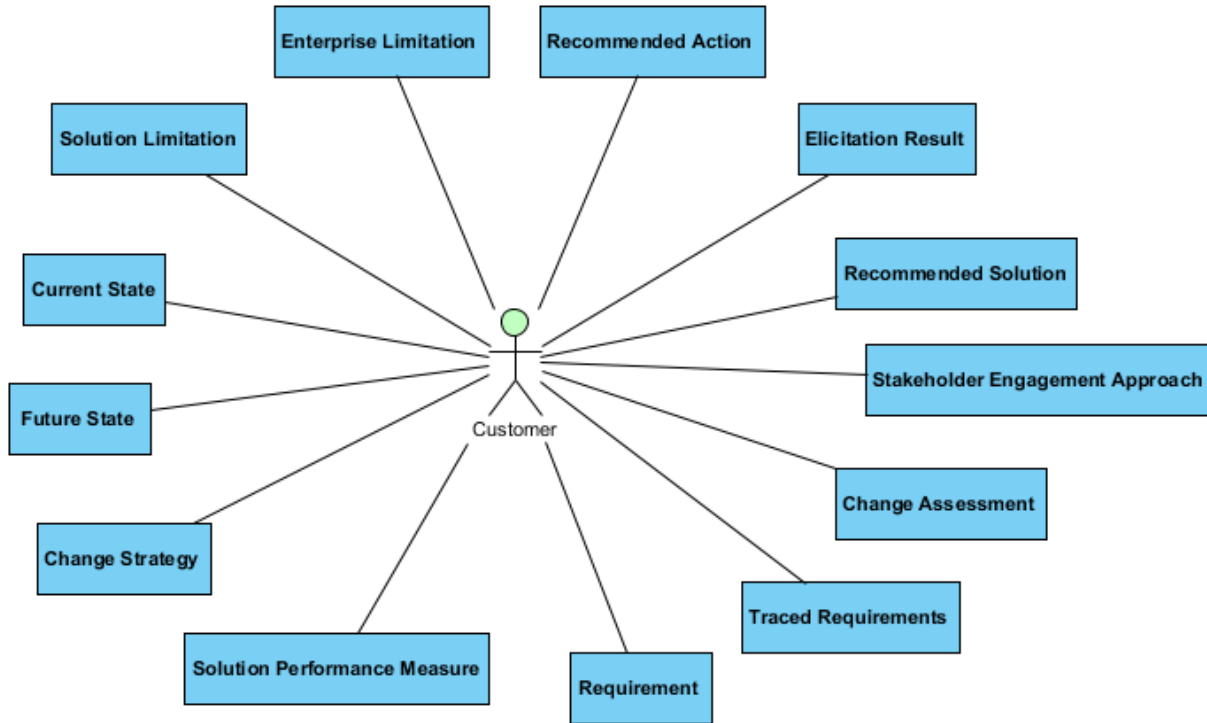 Enterprise Limitation
Recommended Action
Solution Limitation
Elicitation Result
Recommended Solution
Current State
Stakeholder Engagement Approach
Future State
Customer
Change Assessment
Change Strategy
Traced Requirements
Solution Performance Measure
Requirement